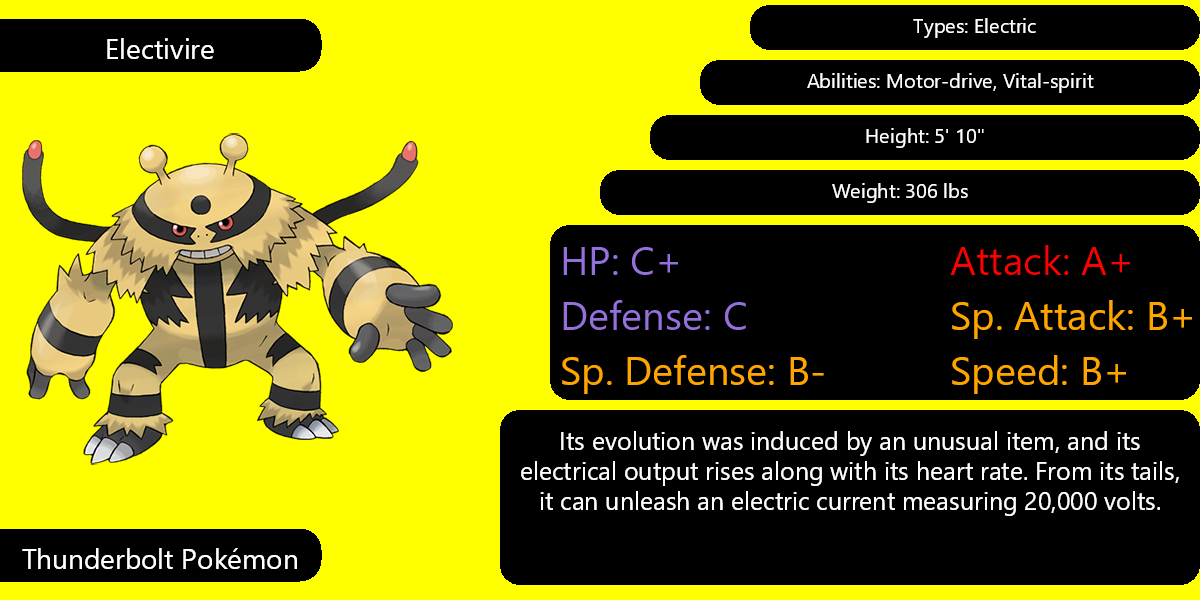 Electivire
Types: Electric
Abilities: Motor-drive, Vital-spirit
Height: 5' 10"
Weight: 306 lbs
HP: C+
Attack: A+
Defense: C
Sp. Attack: B+
Sp. Defense: B-
Speed: B+
Its evolution was induced by an unusual item, and its
electrical output rises along with its heart rate. From its tails,
it can unleash an electric current measuring 20,000 volts.
Thunderbolt Pokémon